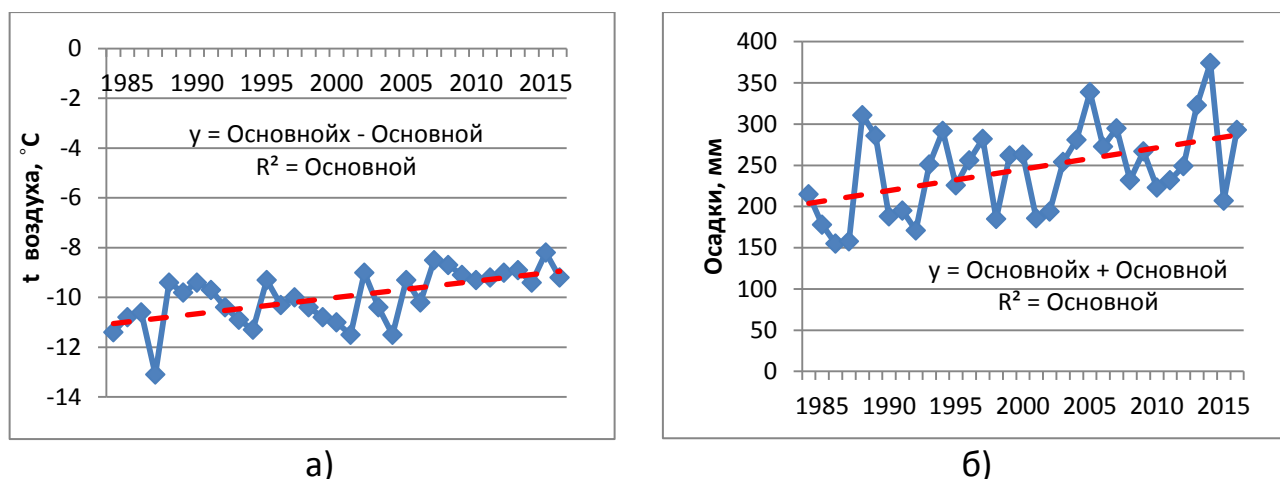 0
1985 1990 1995 2000 2005 2010 2015
-2
-4
-6
-8
-10
-12
-14
t воздуха, ˚С
y = Основнойx - Основной
R² = Основной
а)
400
350
300
250
200
150
100
50
0
Осадки, мм
y = Основнойx + Основной
R² = Основной
1985 1990 1995 2000 2005 2010 2015
б)